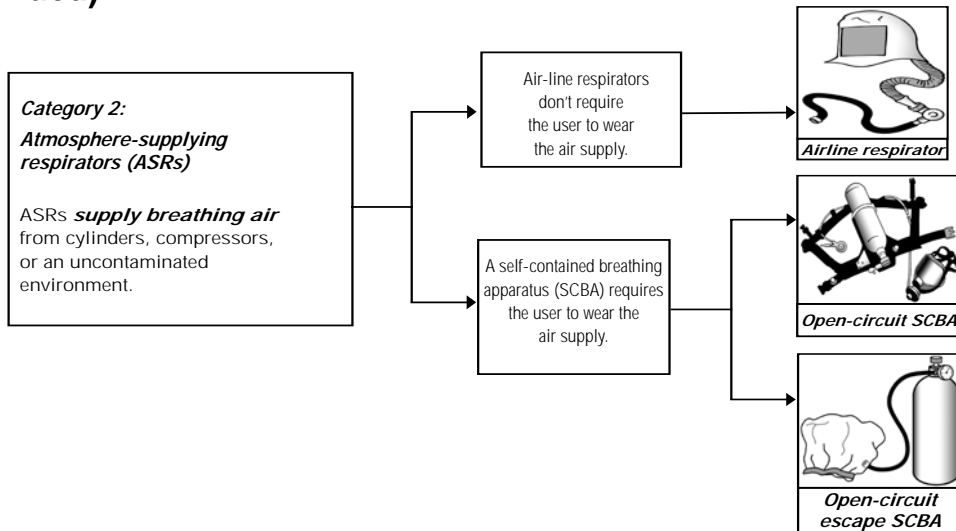 Category 2:
Atmosphere-supplying
respirators (ASRs)
ASRs supply breathing air
from cylinders, compressors,
or an uncontaminated
environment.
Air-line respirators
don't require
the user to wear
the air supply.
Airline respirator
A self-contained breathing
apparatus (SCBA) requires
the user to wear the
air supply.
Open-circuit SCBA
Open-circuit
escape SCBA